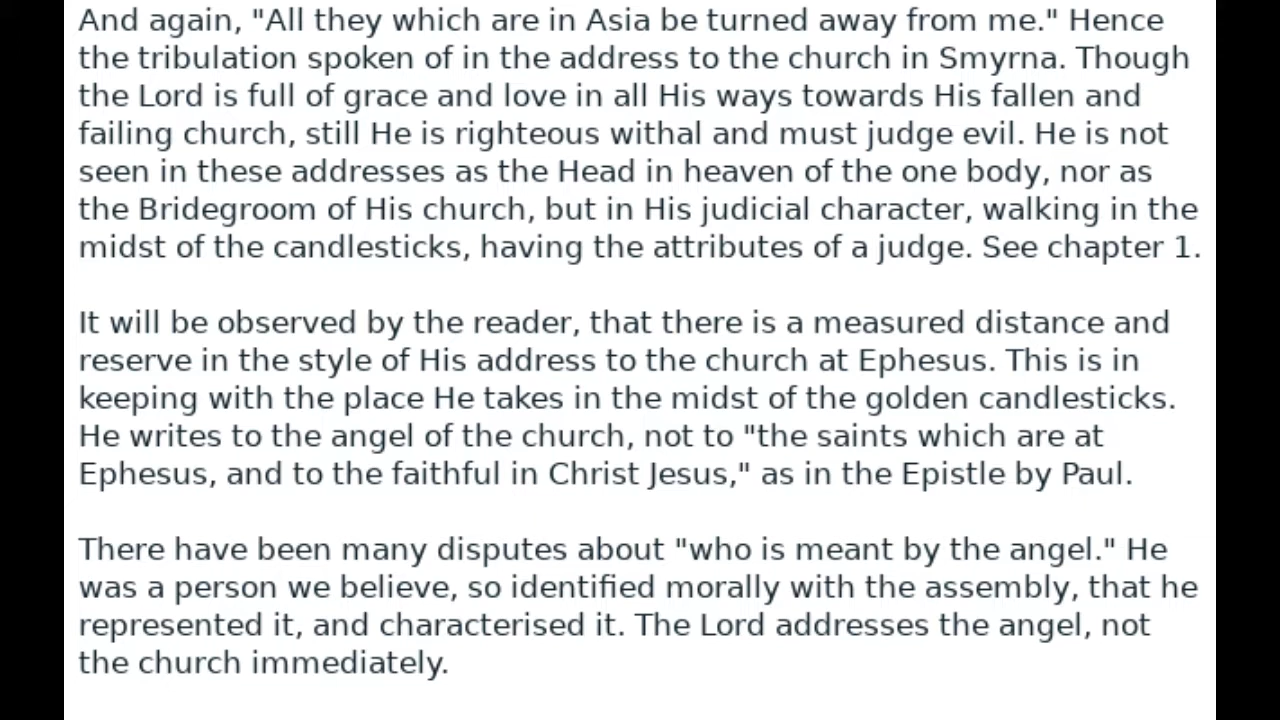 And again, "All they which are in Asia be turned away from me." Hence
the tribulation spoken of in the address to the church in Smyrna. Though
the Lord is full of grace and love in all His ways towards His fallen and
failing church, still He is righteous withal and must judge evil. He is not
seen in these addresses as the Head in heaven of the one body, nor as
the Bridegroom of His church, but in His judicial character, walking in the
midst of the candlesticks, having the attributes of a judge. See chapter 1.
It will be observed by the reader, that there is a measured distance and
reserve in the style of His address to the church at Ephesus. This is in
keeping with the place He takes in the midst of the golden candlesticks.
He writes to the angel of the church, not to "the saints which are at
Ephesus, and to the faithful in Christ Jesus," as in the Epistle by Paul.
There have been many disputes about "who is meant by the angel." He
was a person we believe, so identified morally with the assembly, that he
represented it, and characterised it. The Lord addresses the angel, not
the church immediately.